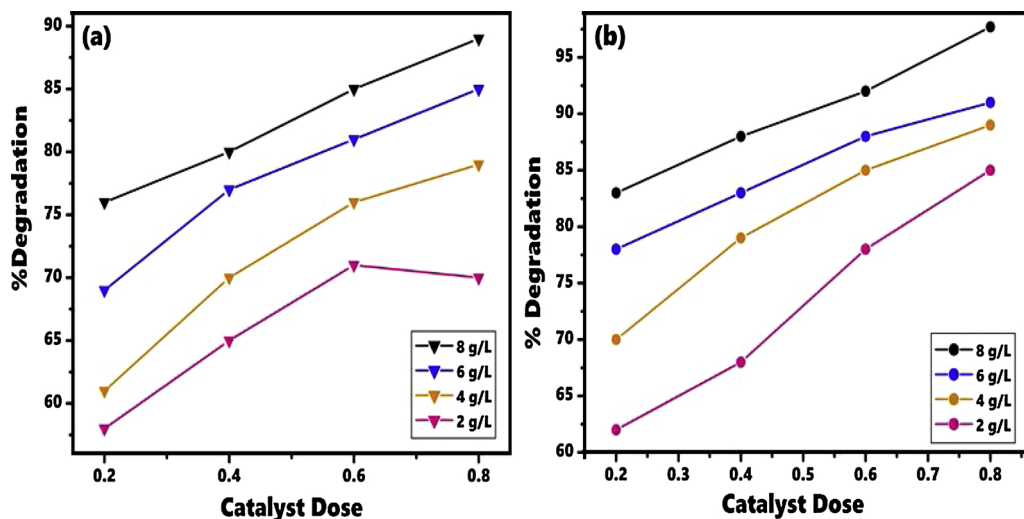 (a)
%Degradation
90
85
80
75
70
65
60
0.2
0.4
0.6
0.8
Catalyst Dose
8 g/L
6 g/L
4 g/L
2 g/L
(b)
% Degradation
95
90
85
80
75
70
65
60
0.2
0.3
0.4
0.5
0.6
0.7
0.8
Catalyst Dose
8 g/L
6 g/L
4 g/L
2 g/L